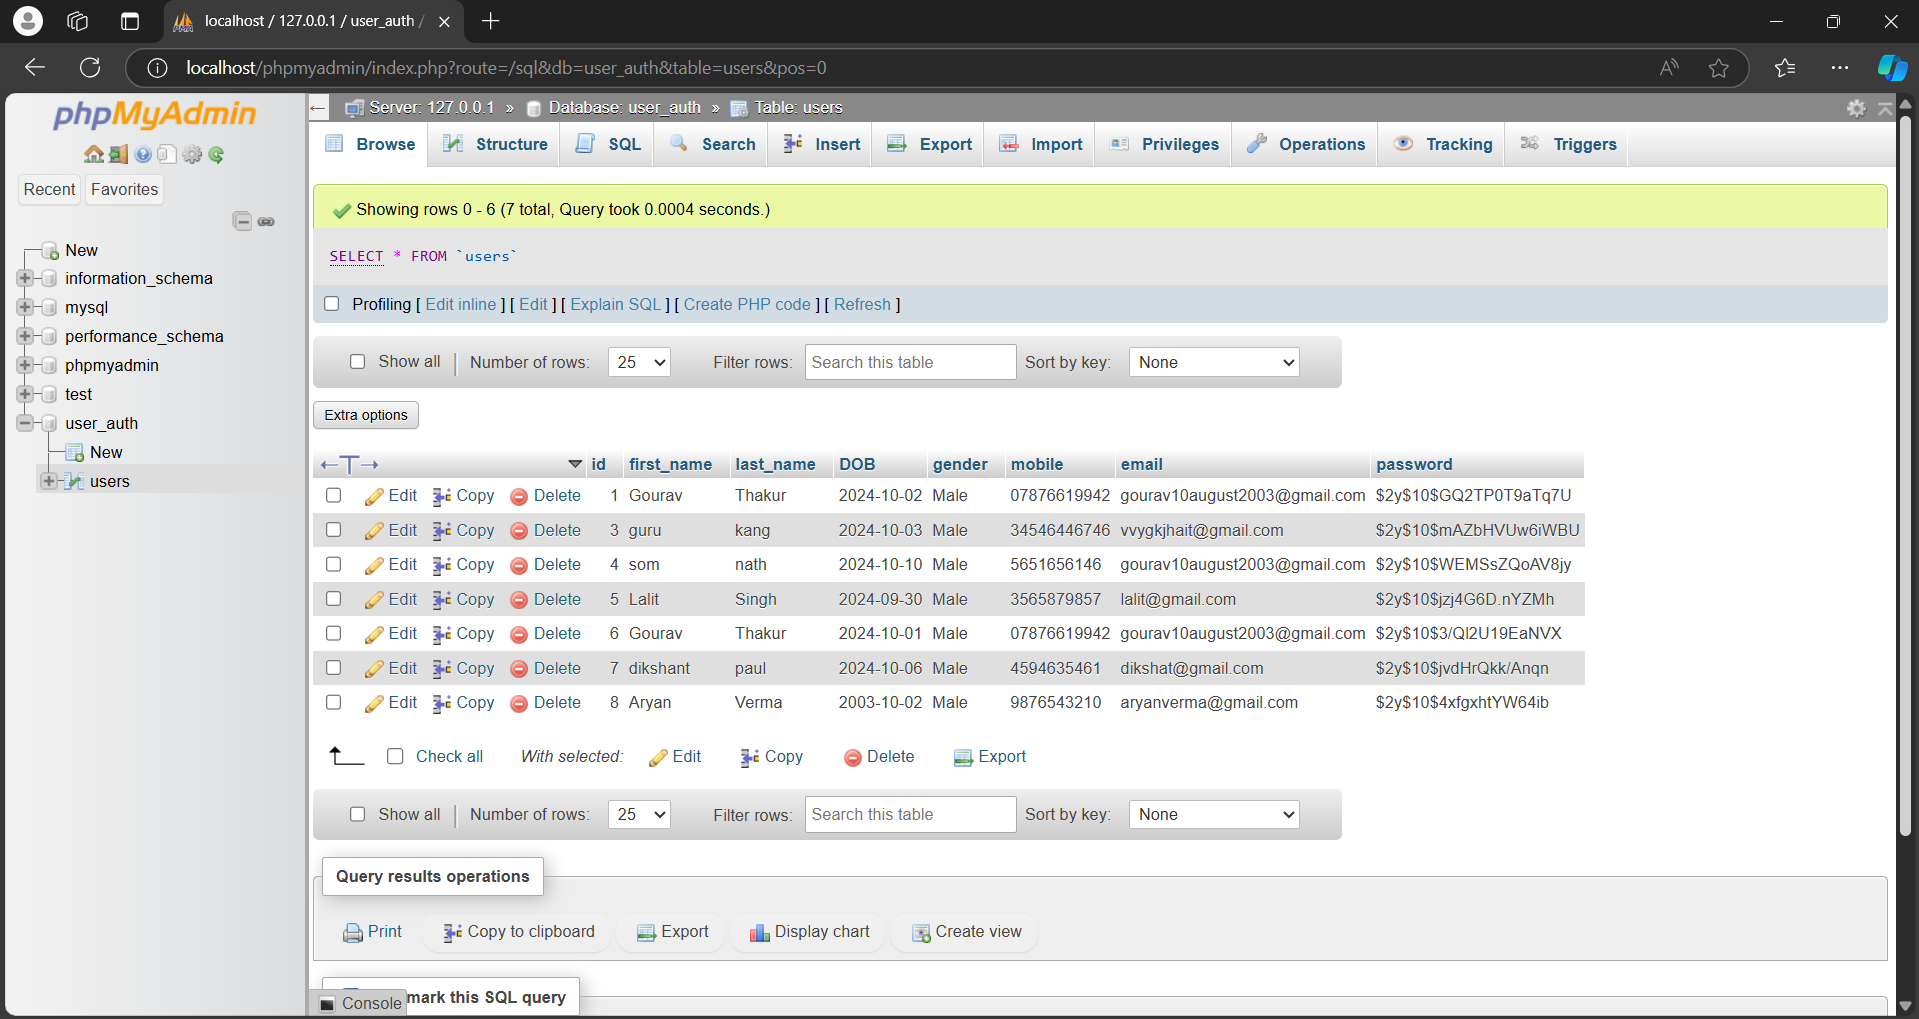 localhost / 127.0.0.1 / user_auth /
localhost/phpmyadmin/index.php?route=/sql&db=user_auth&table=users&pos=0
phpMyAdmin
Recent Favorites
New
information_schema
mysql
performance_schema
phpmyadmin
test
user_auth
New
users
Server: 127.0.0.1 » Database: user_auth » Table: users
Browse Structure SQL Search Insert Export Import Privileges Operations Tracking Triggers
Showing rows 0 - 6 (7 total, Query took 0.0004 seconds.)
SELECT * FROM `users`
Profiling [ Edit inline ] [ Edit ] [ Explain SQL ] [ Create PHP code ] [ Refresh ]
Show all Number of rows: 25 Filter rows: Search this table Sort by key: None
Extra options
id first_name last_name DOB gender mobile email password
Edit Copy Delete 1 Gourav Thakur 2024-10-02 Male 07876619942 gourav10august2003@gmail.com $2y$10$GQ2TP0T9aTq7U
Edit Copy Delete 3 guru kang 2024-10-03 Male 34546446746 vvygkjhait@gmail.com $2y$10$mAZbHVUw6iWBU
Edit Copy Delete 4 som nath 2024-10-10 Male 5651656146 gourav10august2003@gmail.com $2y$10$WEMSsZQoAV8jy
Edit Copy Delete 5 Lalit Singh 2024-09-30 Male 3565879857 lalit@gmail.com $2y$10$jzj4G6D.nYZMh
Edit Copy Delete 6 Gourav Thakur 2024-10-01 Male 07876619942 gourav10august2003@gmail.com $2y$10$3/Ql2U19EaNVX
Edit Copy Delete 7 dikshant paul 2024-10-06 Male 4594635461 dikshat@gmail.com $2y$10$jvdHrQkk/Anqn
Edit Copy Delete 8 Aryan Verma 2003-10-02 Male 9876543210 aryanverma@gmail.com $2y$10$4xfgxhtYW64ib
Check all With selected: Edit Copy Delete Export
Show all Number of rows: 25 Filter rows: Search this table Sort by key: None
Query results operations
Print Copy to clipboard Export Display chart Create view
mark this SQL query
Console